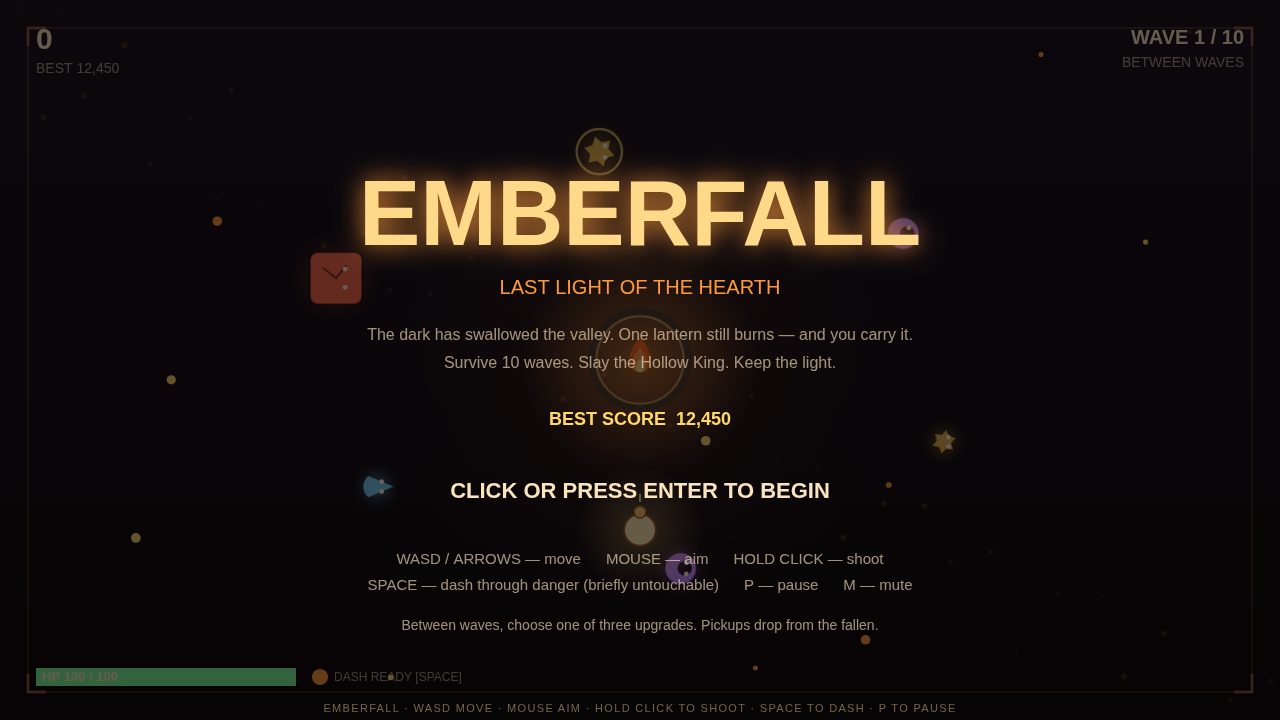 0
WAVE 1 / 10
BEST 12,450
BETWEEN WAVES
EMBERFALL
LAST LIGHT OF THE HEARTH
The dark has swallowed the valley. One lantern still burns — and you carry it.
Survive 10 waves. Slay the Hollow King. Keep the light.
BEST SCORE 12,450
CLICK OR PRESS ENTER TO BEGIN
WASD / ARROWS — move MOUSE — aim HOLD CLICK — shoot
SPACE — dash through danger (briefly untouchable) P — pause M — mute
Between waves, choose one of three upgrades. Pickups drop from the fallen.
HP 100 / 100 DASH READY [SPACE]
EMBERFALL · WASD MOVE · MOUSE AIM · HOLD CLICK TO SHOOT · SPACE TO DASH · P TO PAUSE